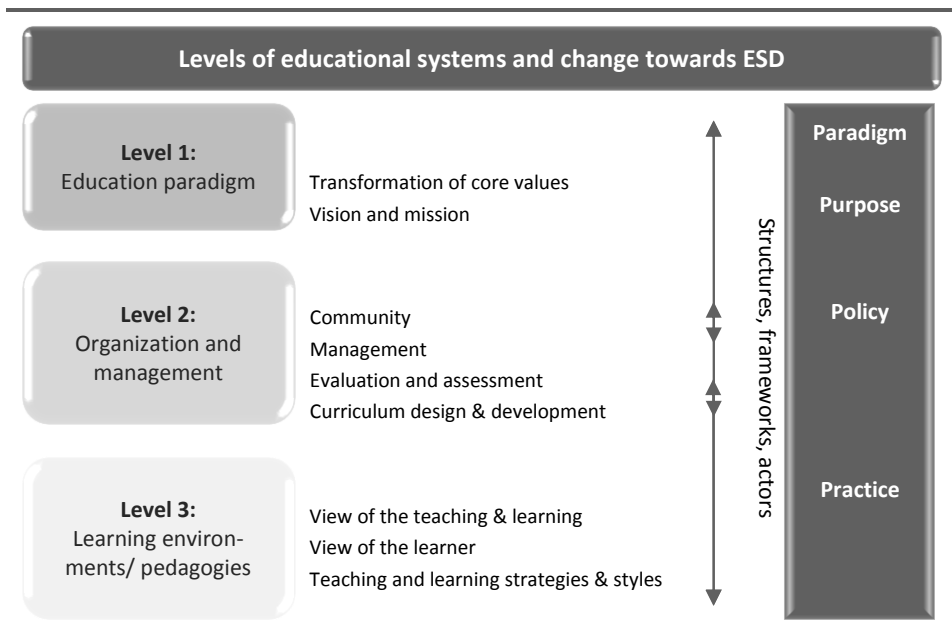 Levels of educational systems and change towards ESD
Level 1:
Education paradigm
Transformation of core values
Vision and mission
Level 2:
Organization and
management
Community
Management
Evaluation and assessment
Curriculum design & development
Level 3:
Learning environ-
ments/ pedagogies
View of the teaching & learning
View of the learner
Teaching and learning strategies & styles
Structures, frameworks, actors
Paradigm
Purpose
Policy
Practice